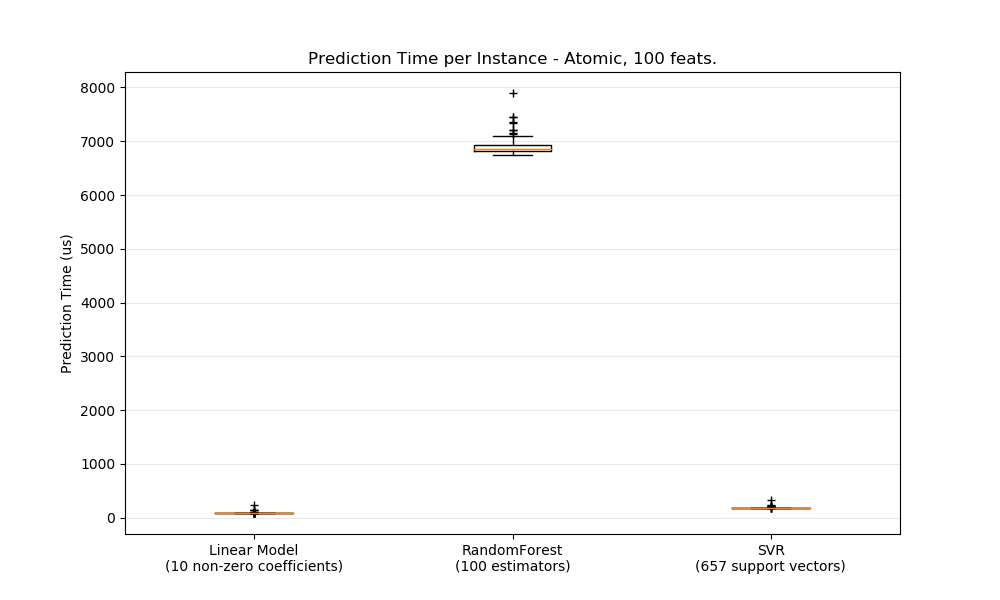 Prediction Time per Instance - Atomic, 100 feats.
Prediction Time (us)
8000
7000
6000
5000
4000
3000
2000
1000
0
Linear Model
(10 non-zero coefficients)
RandomForest
(100 estimators)
SVR
(657 support vectors)